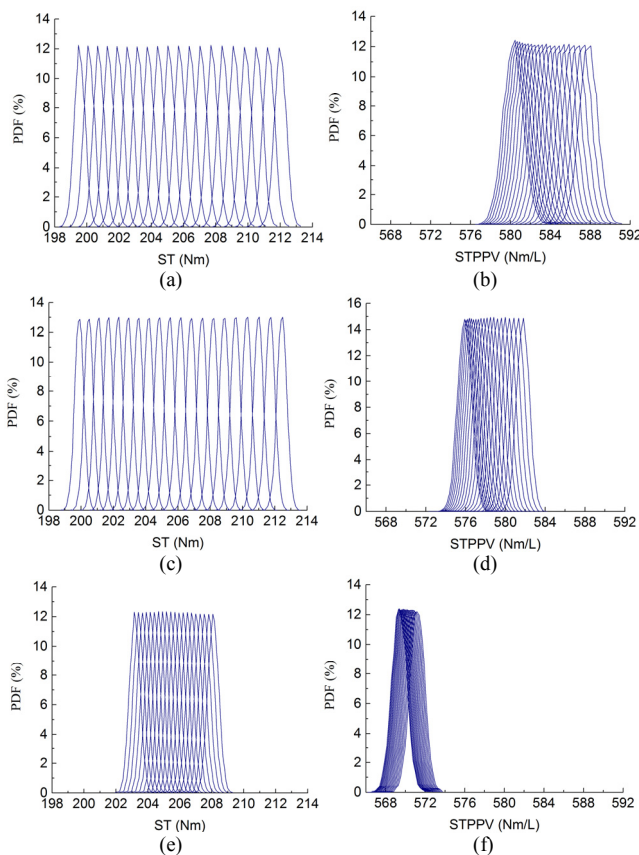 14
12
10
8
6
4
2
0
PDF (%)
198 200 202 204 206 208 210 212 214
ST (Nm)
(a)
14
12
10
8
6
4
2
0
PDF (%)
568 572 576 580 584 588 592
STPPV (Nm/L)
(b)
14
13
12
10
8
6
4
2
0
PDF (%)
198 200 202 204 206 208 210 212 214
ST (Nm)
(c)
16
14
12
10
8
6
4
2
0
PDF (%)
568 572 576 580 584 588 592
STPPV (Nm/L)
(d)
14
12
10
8
6
4
2
0
PDF (%)
198 200 202 204 206 208 210 212 214
ST (Nm)
(e)
14
12
10
8
6
4
2
0
PDF (%)
568 572 576 580 584 588 592
STPPV (Nm/L)
(f)